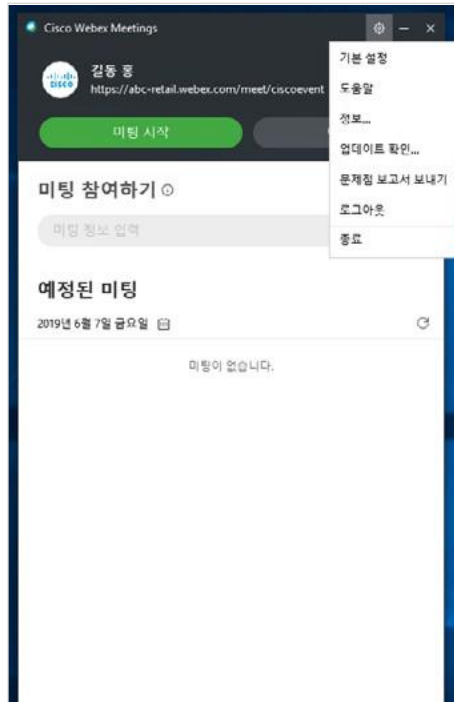 Cisco Webex Meetings
CISCO
길동 홍
https://abc-retail.webex.com/meet/ciscoevent
미팅 시작
기본 설정
도움말
정보...
업데이트 확인...
문제점 보고서 보내기
로그아웃
종료
미팅 참여하기
미팅 정보 입력
예정된 미팅
2019년 6월 7일 금요일
미팅이 없습니다.